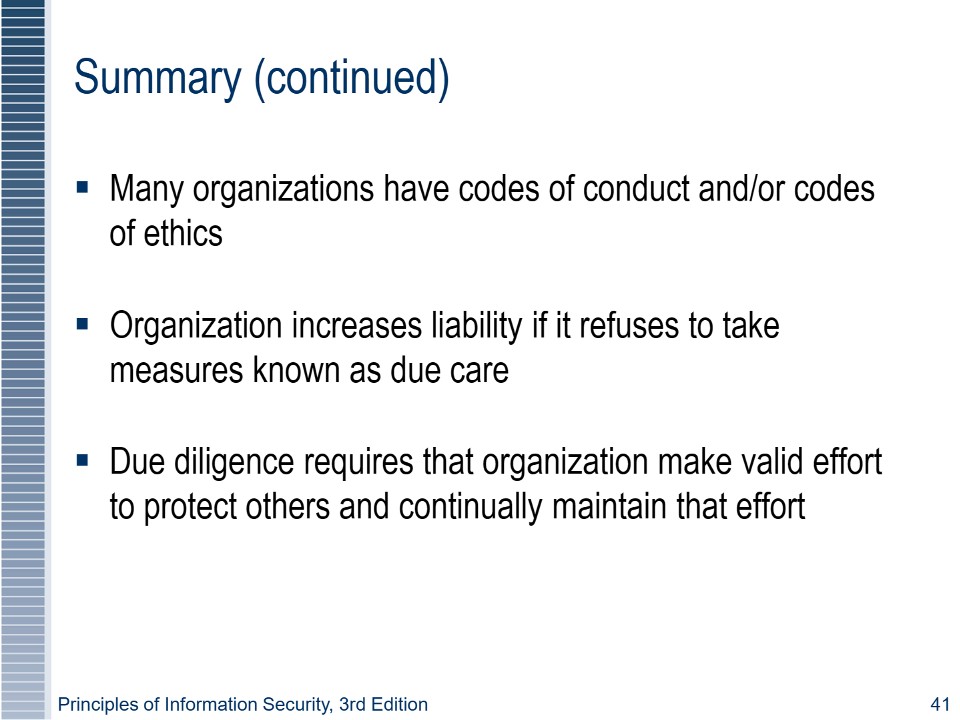 Summary (continued)
▪ Many organizations have codes of conduct and/or codes
of ethics
▪ Organization increases liability if it refuses to take
measures known as due care
▪ Due diligence requires that organization make valid effort
to protect others and continually maintain that effort
Principles of Information Security, 3rd Edition 41